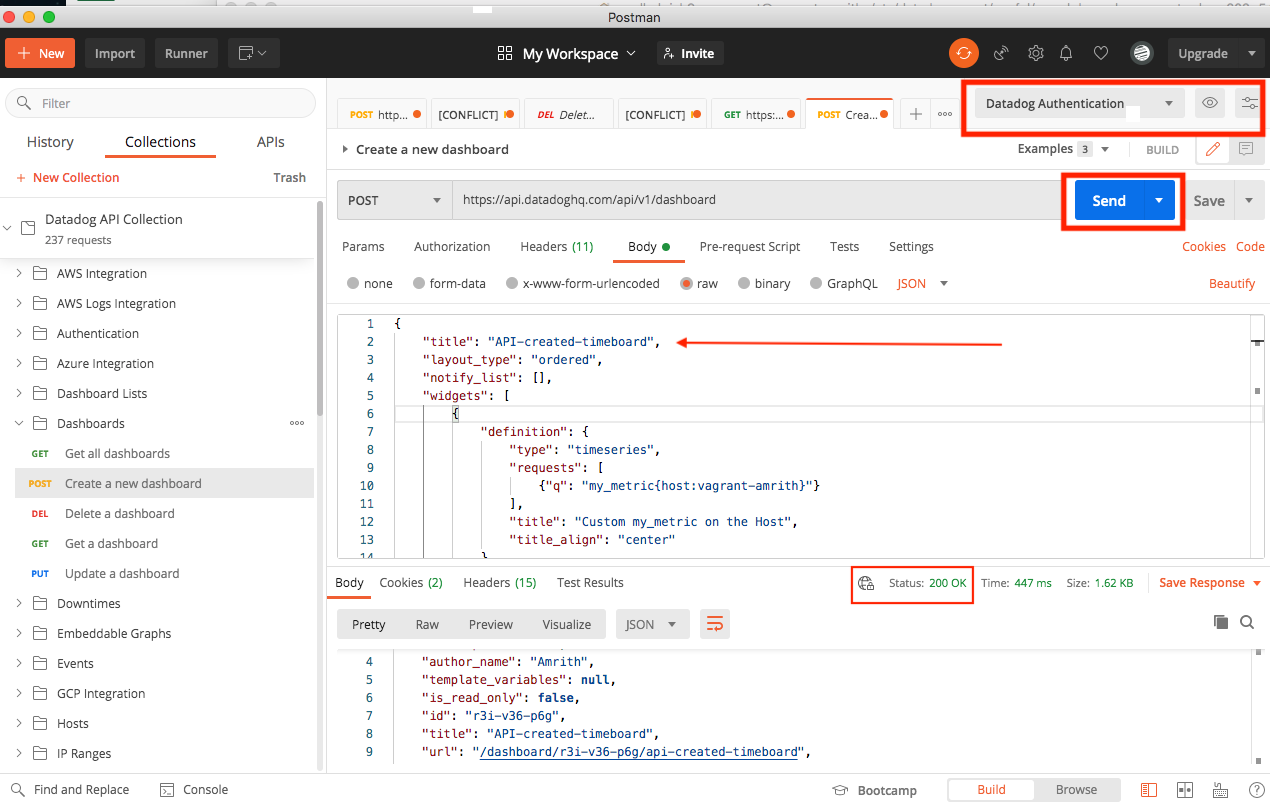 Postman
New Import Runner My Workspace Invite Upgrade
Filter
History Collections APIs
New Collection Trash
Datadog API Collection
237 requests
AWS Integration
AWS Logs Integration
Authentication
Azure Integration
Dashboard Lists
Dashboards
GET Get all dashboards
POST Create a new dashboard
DEL Delete a dashboard
GET Get a dashboard
PUT Update a dashboard
Downtimes
Embeddable Graphs
Events
GCP Integration
Hosts
IP Ranges
POST http... [CONFLICT] DEL Delet... [CONFLICT] GET https:... POST Crea... Datadog Authentication
Create a new dashboard Examples 3 BUILD
POST https://api.datadoghq.com/api/v1/dashboard Send Save
Params Authorization Headers (11) Body Pre-request Script Tests Settings Cookies Code
none form-data x-www-form-urlencoded raw binary GraphQL JSON Beautify
1 {
2 "title": "API-created-timeboard",
3 "layout_type": "ordered",
4 "notify_list": [],
5 "widgets": [
6 {
7 "definition": {
8 "type": "timeseries",
9 "requests": [
10 {"q": "my_metric{host:vagrant-amrith}"}
11 ],
12 "title": "Custom my_metric on the Host",
13 "title_align": "center"
14 }
Body Cookies (2) Headers (15) Test Results Status: 200 OK Time: 447 ms Size: 1.62 KB Save Response
Pretty Raw Preview Visualize JSON
4 "author_name": "Amrith",
5 "template_variables": null,
6 "is_read_only": false,
7 "id": "r3i-v36-p6g",
8 "title": "API-created-timeboard",
9 "url": "/dashboard/r3i-v36-p6g/api-created-timeboard",
Find and Replace Console Bootcamp Build Browse